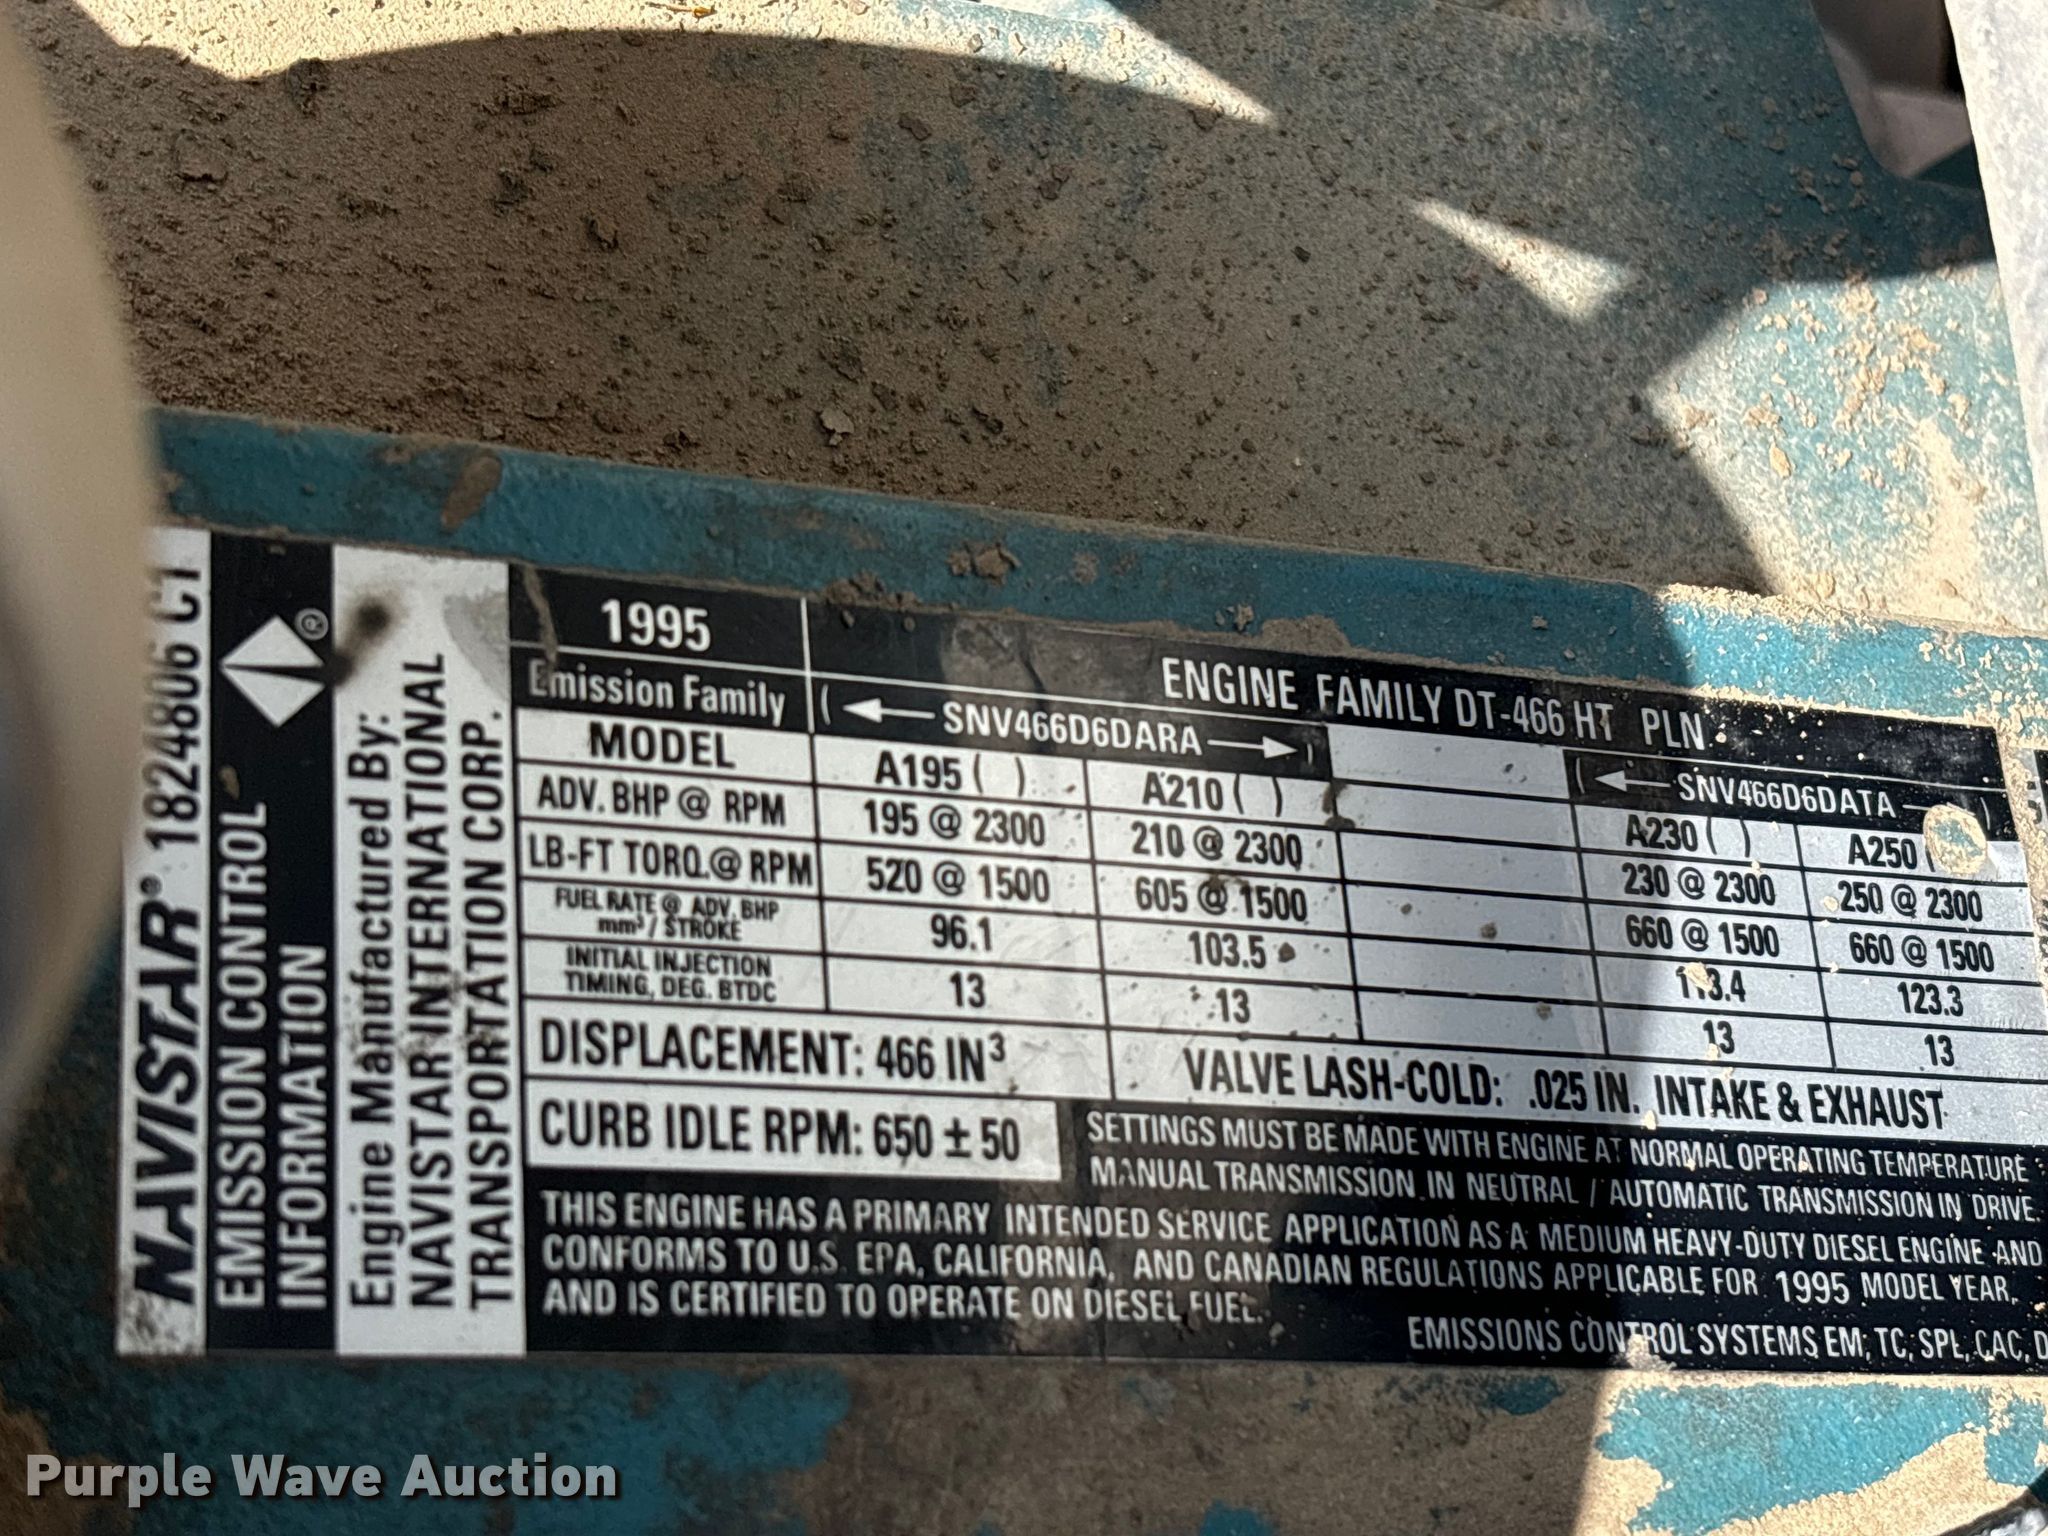 NAVISTAR® 1824806 C1
EMISSION CONTROL
INFORMATION
®
Engine Manufactured By:
NAVISTAR INTERNATIONAL
TRANSPORTATION CORP.
1995 ENGINE FAMILY DT-466 HT PLN
Emission Family ( ← SNV466D6DARA → ) ( ← SNV466D6DATA )
MODEL A195 ( ) A210 ( ) A230 ( ) A250
ADV. BHP @ RPM 195 @ 2300 210 @ 2300 230 @ 2300 250 @ 2300
LB-FT TORQ.@ RPM 520 @ 1500 605 @ 1500 660 @ 1500 660 @ 1500
FUEL RATE @ ADV. BHP
mm³ / STROKE 96.1 103.5 113.4 123.3
INITIAL INJECTION
TIMING, DEG. BTDC 13 13 13 13
DISPLACEMENT: 466 IN³ VALVE LASH-COLD: .025 IN. INTAKE & EXHAUST
CURB IDLE RPM: 650 ± 50
SETTINGS MUST BE MADE WITH ENGINE AT NORMAL OPERATING TEMPERATURE
MANUAL TRANSMISSION IN NEUTRAL / AUTOMATIC TRANSMISSION IN DRIVE.
THIS ENGINE HAS A PRIMARY INTENDED SERVICE APPLICATION AS A MEDIUM HEAVY-DUTY DIESEL ENGINE AND
CONFORMS TO U.S. EPA, CALIFORNIA, AND CANADIAN REGULATIONS APPLICABLE FOR 1995 MODEL YEAR,
AND IS CERTIFIED TO OPERATE ON DIESEL FUEL.
EMISSIONS CONTROL SYSTEMS EM, TC, SPL, CAC, D
Purple Wave Auction